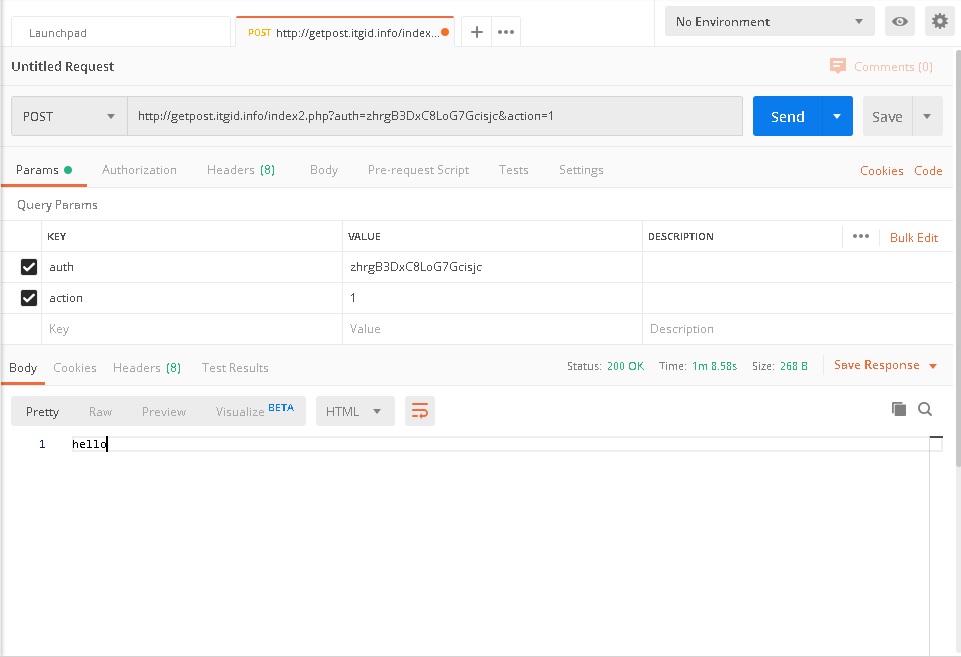 Launchpad
POST http://getpost.itgid.info/index...
No Environment
Untitled Request
Comments (0)
POST
http://getpost.itgid.info/index2.php?auth=zhrgB3DxC8LoG7Gcisjc&action=1
Send
Save
Params
Authorization
Headers (8)
Body
Pre-request Script
Tests
Settings
Cookies
Code
Query Params
KEY
VALUE
DESCRIPTION
Bulk Edit
auth
zhrgB3DxC8LoG7Gcisjc
action
1
Key
Value
Description
Body
Cookies
Headers (8)
Test Results
Status: 200 OK
Time: 1m 8.58s
Size: 268 B
Save Response
Pretty
Raw
Preview
Visualize BETA
HTML
1
hello